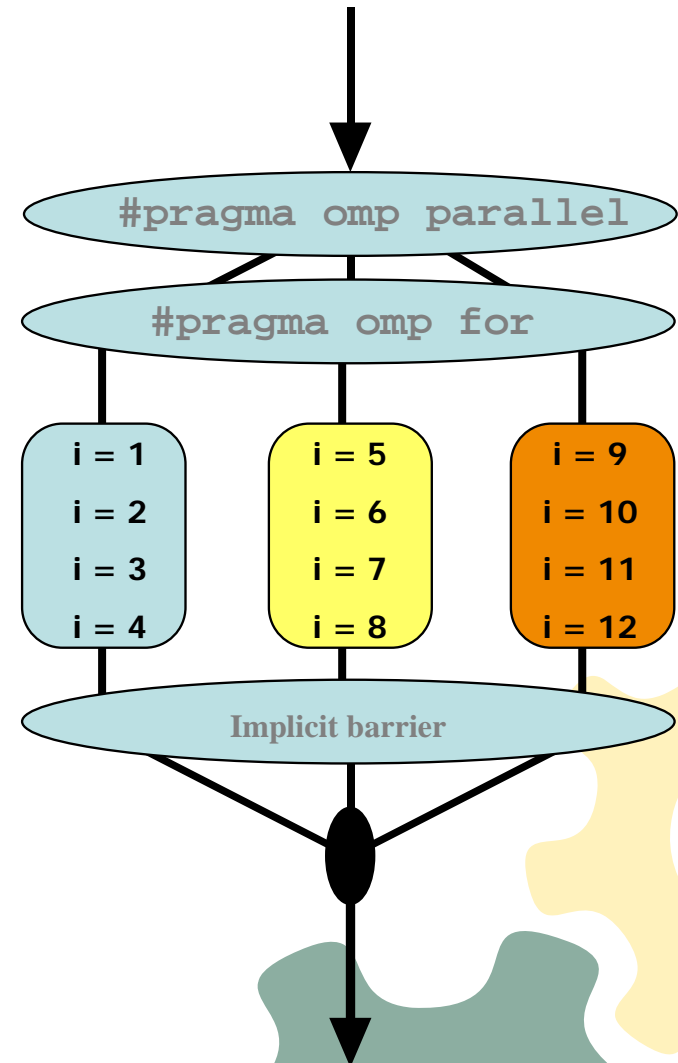 #pragma omp parallel
#pragma omp for
i = 1
i = 2
i = 3
i = 4
i = 5
i = 6
i = 7
i = 8
i = 9
i = 10
i = 11
i = 12
Implicit barrier